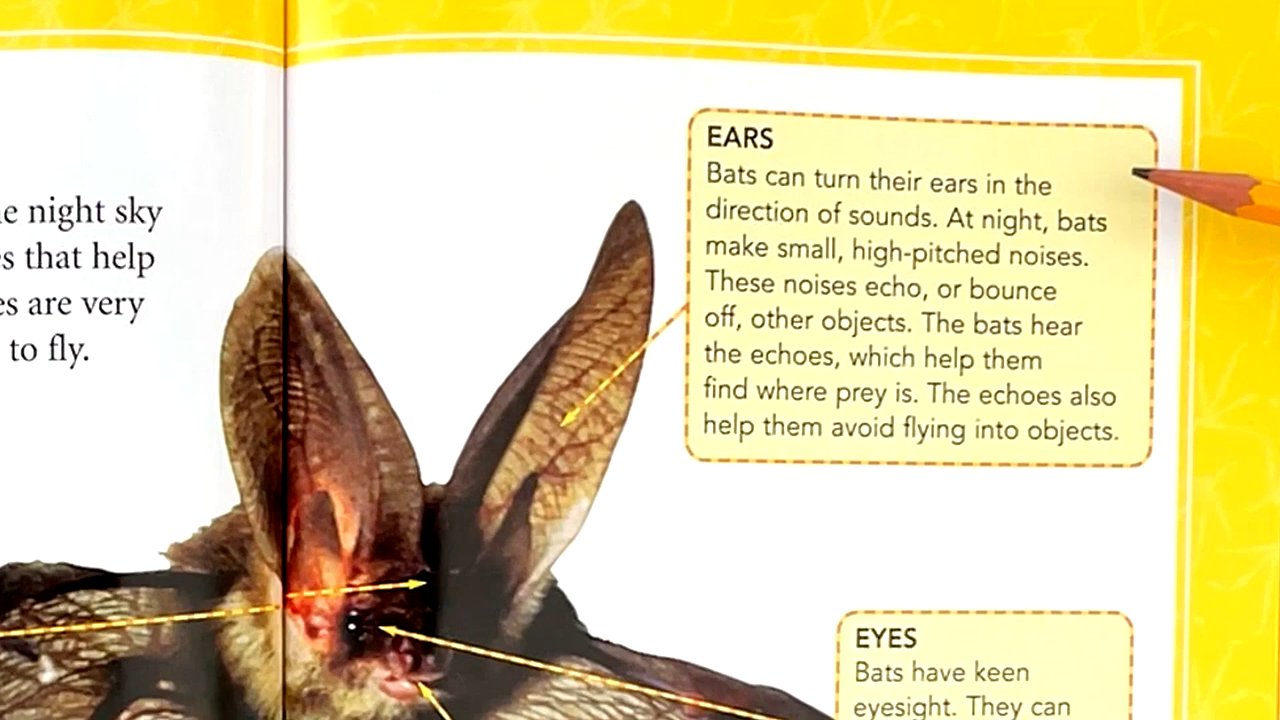 e night sky
s that help
es are very
to fly.
EARS
Bats can turn their ears in the
direction of sounds. At night, bats
make small, high-pitched noises.
These noises echo, or bounce
off, other objects. The bats hear
the echoes, which help them
find where prey is. The echoes also
help them avoid flying into objects.
EYES
Bats have keen
eyesight. They can